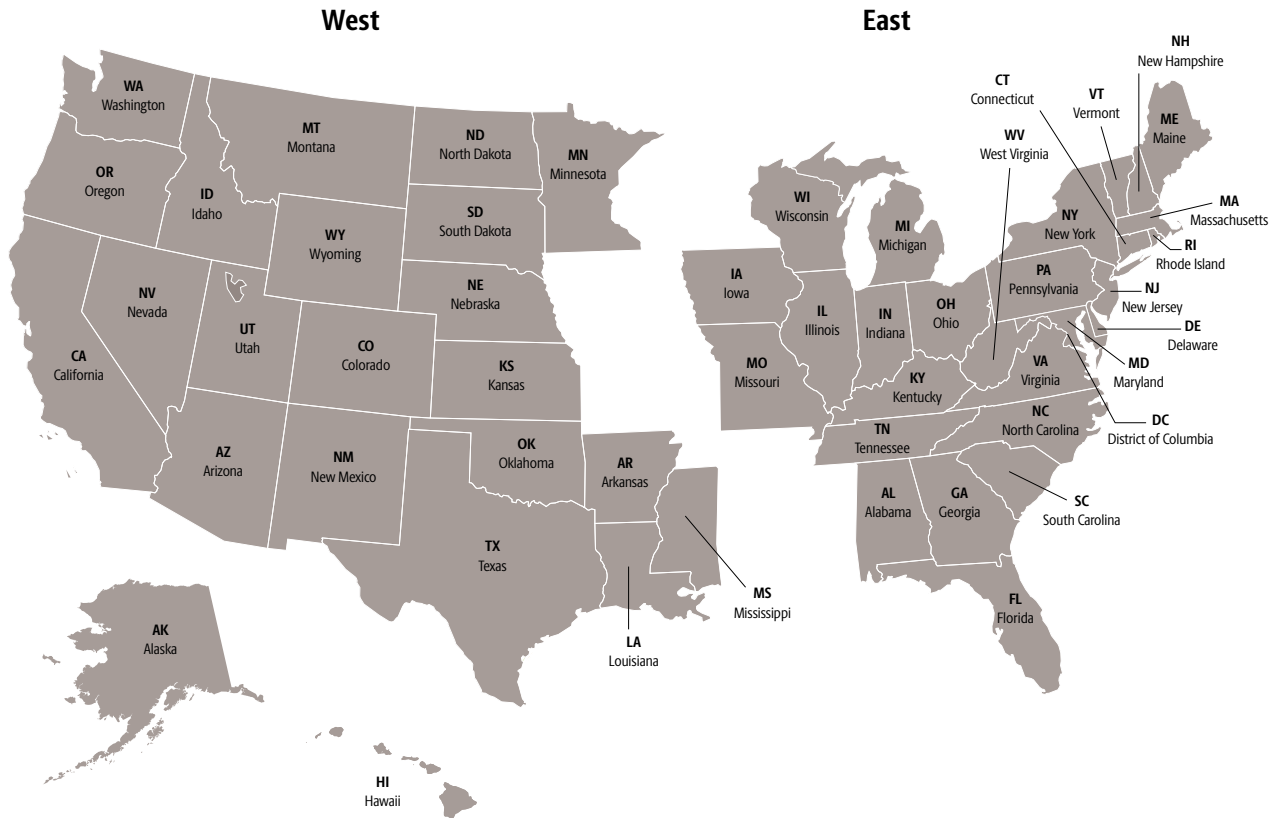 West
East
WA
Washington
OR
Oregon
CA
California
NV
Nevada
ID
Idaho
MT
Montana
WY
Wyoming
UT
Utah
CO
Colorado
AZ
Arizona
NM
New Mexico
ND
North Dakota
SD
South Dakota
NE
Nebraska
KS
Kansas
OK
Oklahoma
TX
Texas
MN
Minnesota
AR
Arkansas
LA
Louisiana
MS
Mississippi
AK
Alaska
HI
Hawaii
NH
New Hampshire
CT
Connecticut
VT
Vermont
WV
West Virginia
ME
Maine
WI
Wisconsin
MI
Michigan
NY
New York
MA
Massachusetts
RI
Rhode Island
IA
Iowa
IL
Illinois
IN
Indiana
OH
Ohio
PA
Pennsylvania
NJ
New Jersey
DE
Delaware
MD
Maryland
MO
Missouri
KY
Kentucky
VA
Virginia
TN
Tennessee
NC
North Carolina
DC
District of Columbia
AL
Alabama
GA
Georgia
SC
South Carolina
FL
Florida